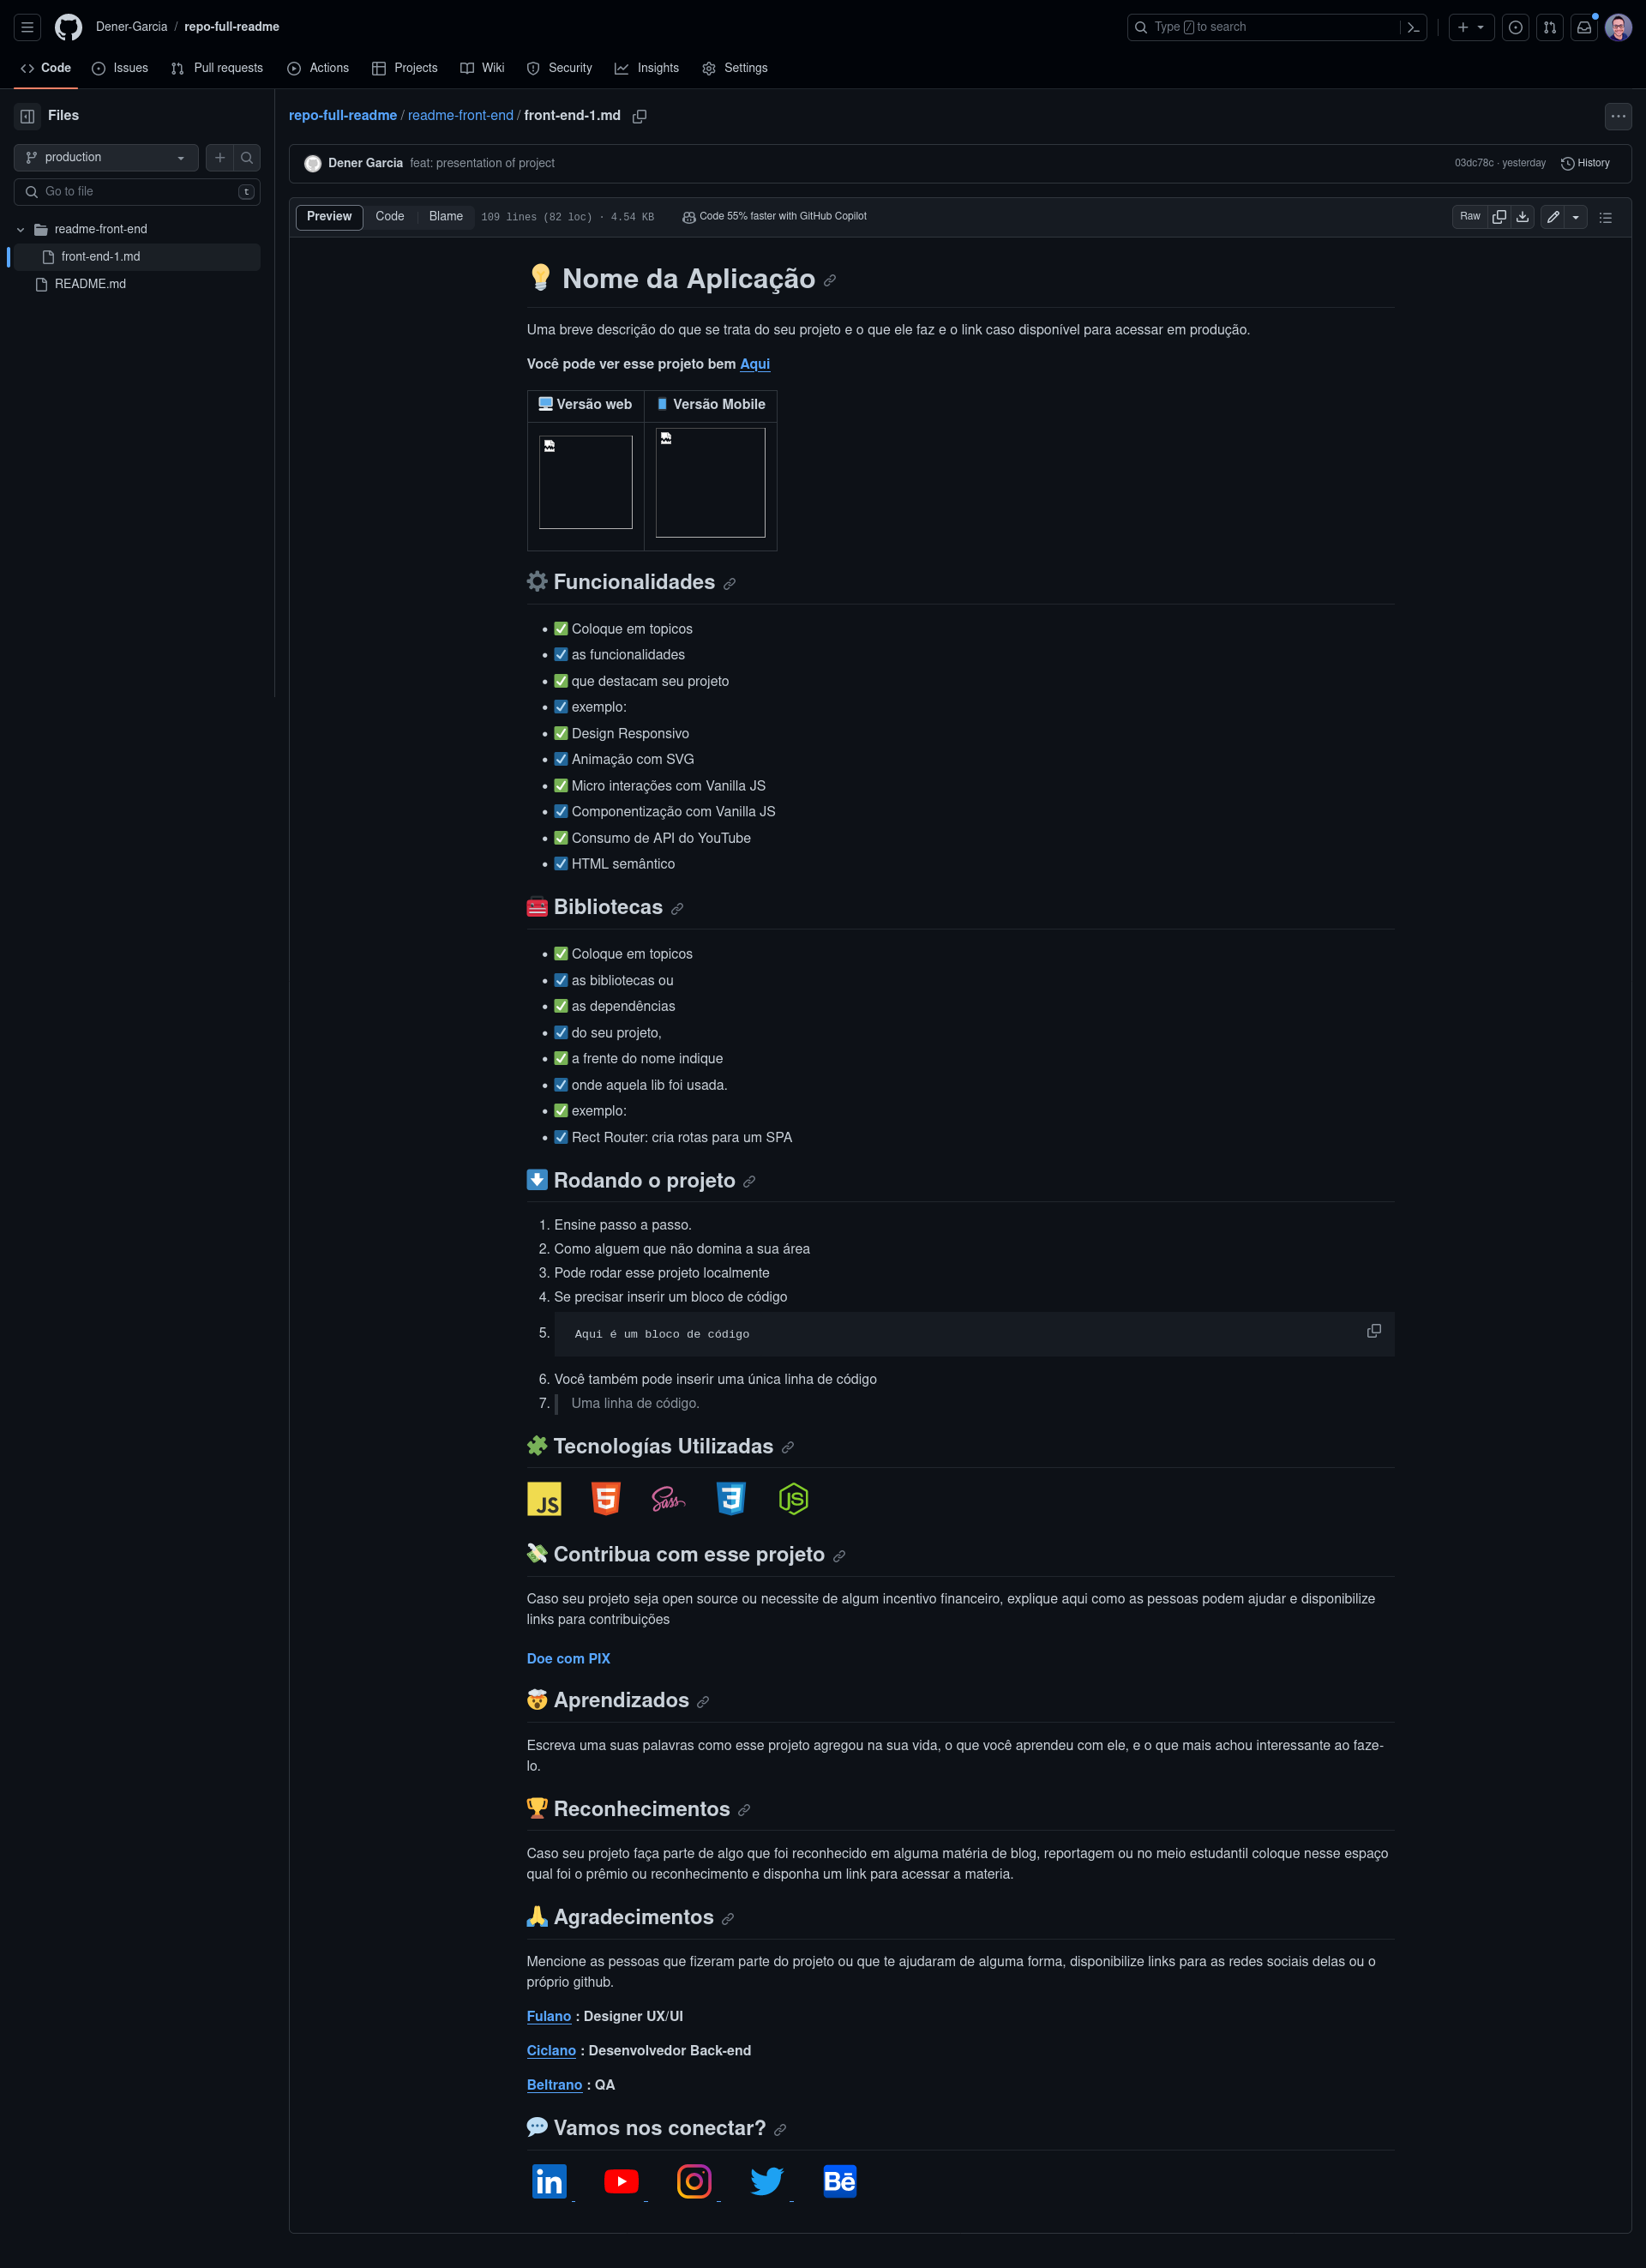 Dener-Garcia / repo-full-readme
Type / to search
Code Issues Pull requests Actions Projects Wiki Security Insights Settings
Files
repo-full-readme / readme-front-end / front-end-1.md
production
Dener Garcia feat: presentation of project 03dc78c · yesterday History
Go to file t
Preview Code Blame 109 lines (82 loc) · 4.54 KB Code 55% faster with GitHub Copilot Raw
readme-front-end
front-end-1.md
README.md
Nome da Aplicação
Uma breve descrição do que se trata do seu projeto e o que ele faz e o link caso disponível para acessar em produção.
Você pode ver esse projeto bem Aqui
Versão web Versão Mobile
Funcionalidades
Coloque em topicos
as funcionalidades
que destacam seu projeto
exemplo:
Design Responsivo
Animação com SVG
Micro interações com Vanilla JS
Componentização com Vanilla JS
Consumo de API do YouTube
HTML semântico
Bibliotecas
Coloque em topicos
as bibliotecas ou
as dependências
do seu projeto,
a frente do nome indique
onde aquela lib foi usada.
exemplo:
Rect Router: cria rotas para um SPA
Rodando o projeto
1. Ensine passo a passo.
2. Como alguem que não domina a sua área
3. Pode rodar esse projeto localmente
4. Se precisar inserir um bloco de código
5. Aqui é um bloco de código
6. Você também pode inserir uma única linha de código
7. Uma linha de código.
Tecnologías Utilizadas
JS 5 Sass 3 JS
Contribua com esse projeto
Caso seu projeto seja open source ou necessite de algum incentivo financeiro, explique aqui como as pessoas podem ajudar e disponibilize
links para contribuições
Doe com PIX
Aprendizados
Escreva uma suas palavras como esse projeto agregou na sua vida, o que você aprendeu com ele, e o que mais achou interessante ao faze-
lo.
Reconhecimentos
Caso seu projeto faça parte de algo que foi reconhecido em alguma matéria de blog, reportagem ou no meio estudantil coloque nesse espaço
qual foi o prêmio ou reconhecimento e disponha um link para acessar a materia.
Agradecimentos
Mencione as pessoas que fizeram parte do projeto ou que te ajudaram de alguma forma, disponibilize links para as redes sociais delas ou o
próprio github.
Fulano : Designer UX/UI
Ciclano : Desenvolvedor Back-end
Beltrano : QA
Vamos nos conectar?
in Bē